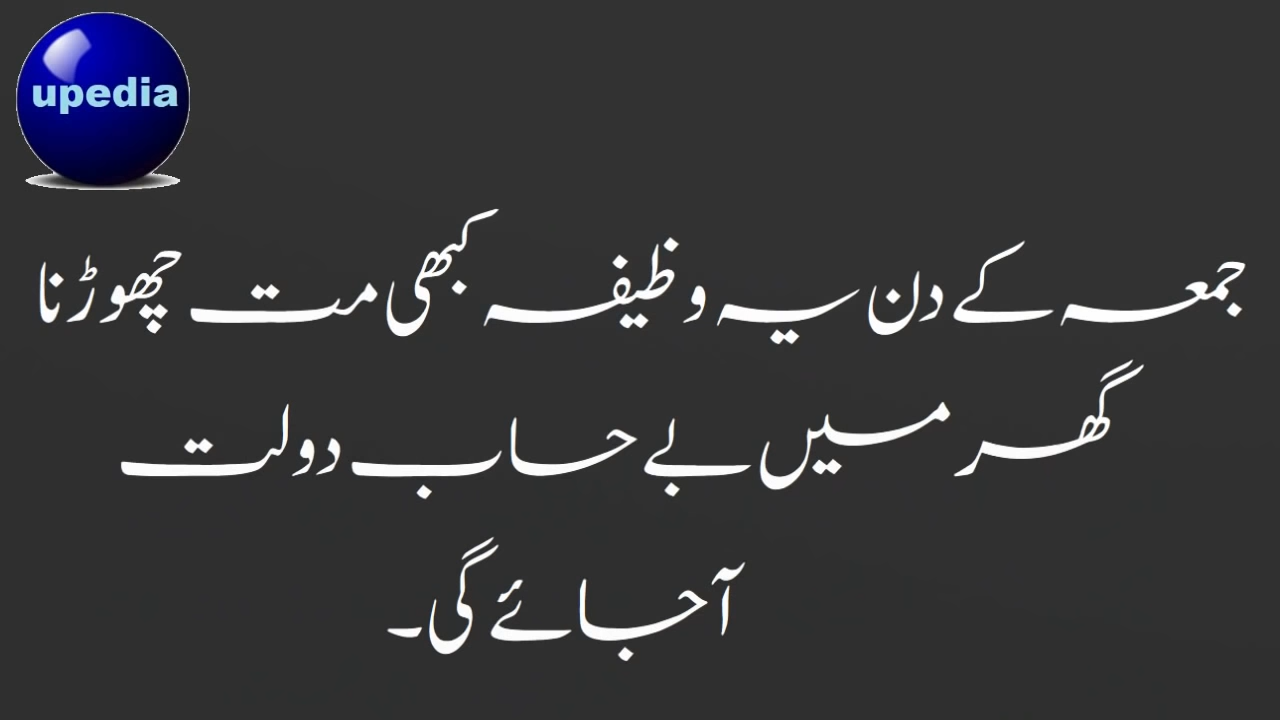 upedia
جمعہ کے دن یہ وظیفہ کبھی مت چھوڑنا
گھر میں بے حساب دولت
آجائے گی۔